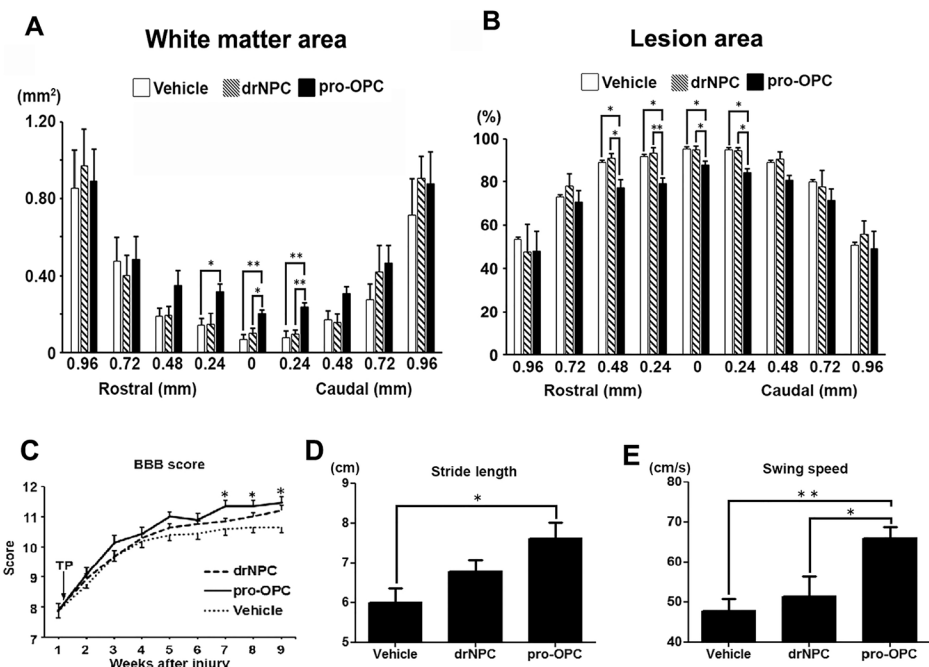 A
White matter area
Vehicle drNPC pro-OPC
(mm2)
1.20
0.80
0.40
0
* ** * ** **
0.96 0.72 0.48 0.24 0 0.24 0.48 0.72 0.96
Rostral (mm) Caudal (mm)
B
Lesion area
Vehicle drNPC pro-OPC
(%)
100
80
60
40
20
0
* * * ** * * * *
0.96 0.72 0.48 0.24 0 0.24 0.48 0.72 0.96
Rostral (mm) Caudal (mm)
C
BBB score
Score
12
11
10
9
8
7
TP
* * *
drNPC
pro-OPC
Vehicle
1 2 3 4 5 6 7 8 9
Weeks after injury
D
(cm)
Stride length
9
8
7
6
5
*
Vehicle drNPC pro-OPC
E
(cm/s)
Swing speed
80
70
60
50
40
* *
*
Vehicle drNPC pro-OPC